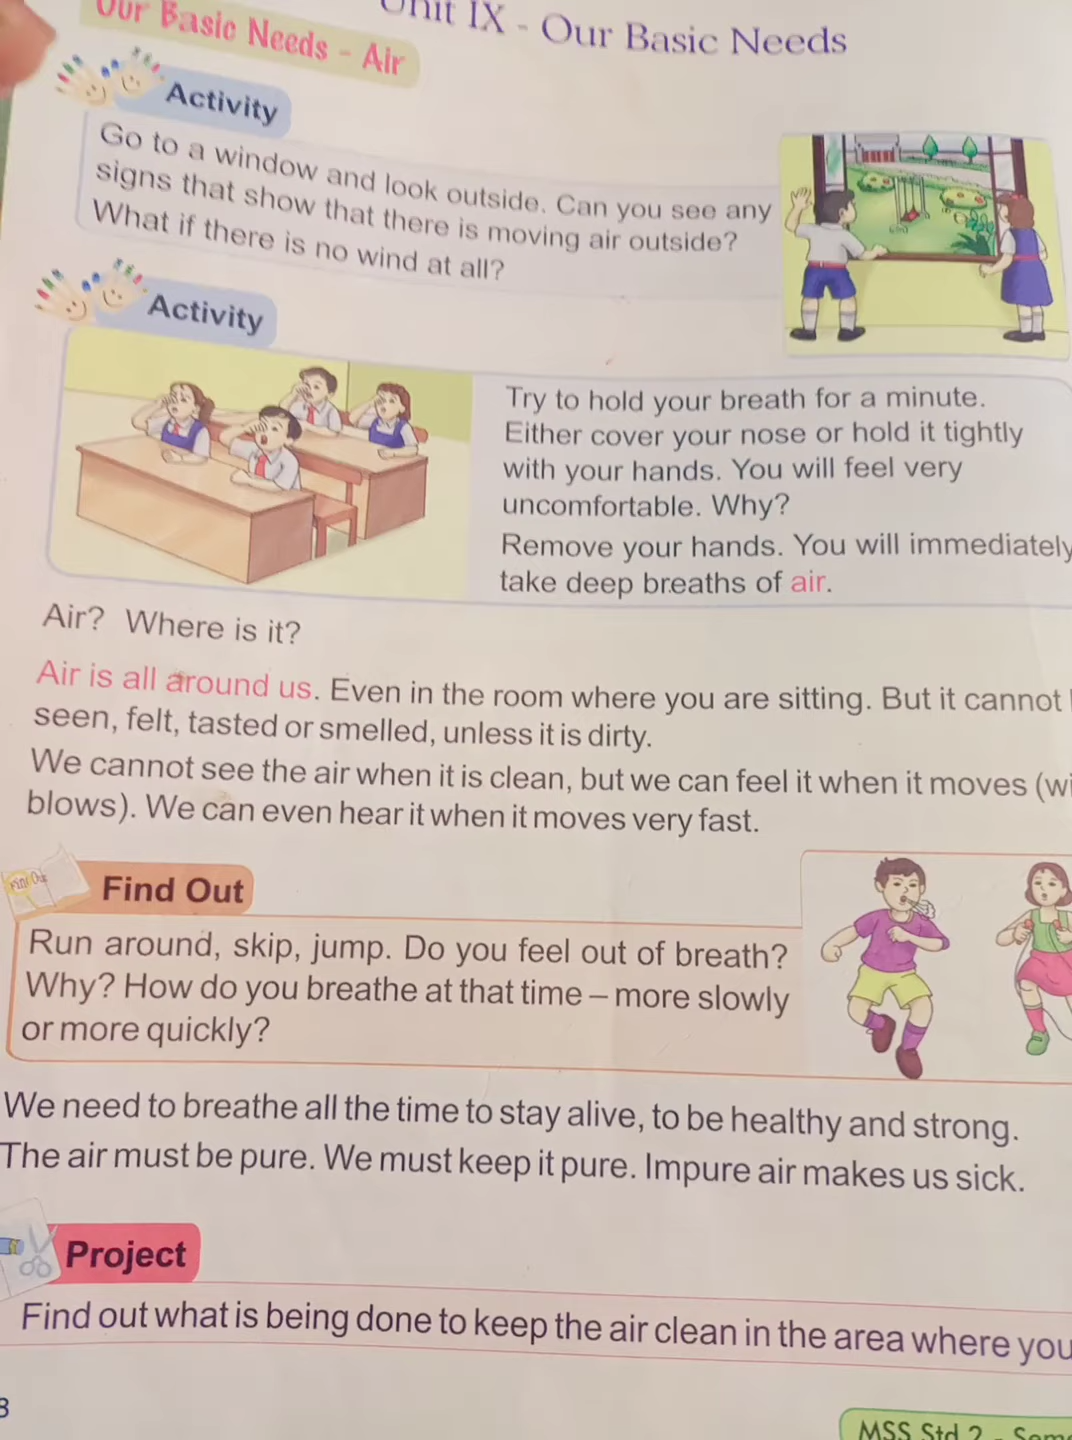 Unit IX - Our Basic Needs
Our Basic Needs - Air
Activity
Go to a window and look outside. Can you see any
signs that show that there is moving air outside?
What if there is no wind at all?
Activity
Try to hold your breath for a minute.
Either cover your nose or hold it tightly
with your hands. You will feel very
uncomfortable. Why?
Remove your hands. You will immediately
take deep breaths of air.
Air? Where is it?
Air is all around us. Even in the room where you are sitting. But it cannot
seen, felt, tasted or smelled, unless it is dirty.
We cannot see the air when it is clean, but we can feel it when it moves (wi
blows). We can even hear it when it moves very fast.
Find Out
Find Out
Run around, skip, jump. Do you feel out of breath?
Why? How do you breathe at that time – more slowly
or more quickly?
We need to breathe all the time to stay alive, to be healthy and strong.
The air must be pure. We must keep it pure. Impure air makes us sick.
Project
Find out what is being done to keep the air clean in the area where you
MSS Std 2 - Sem